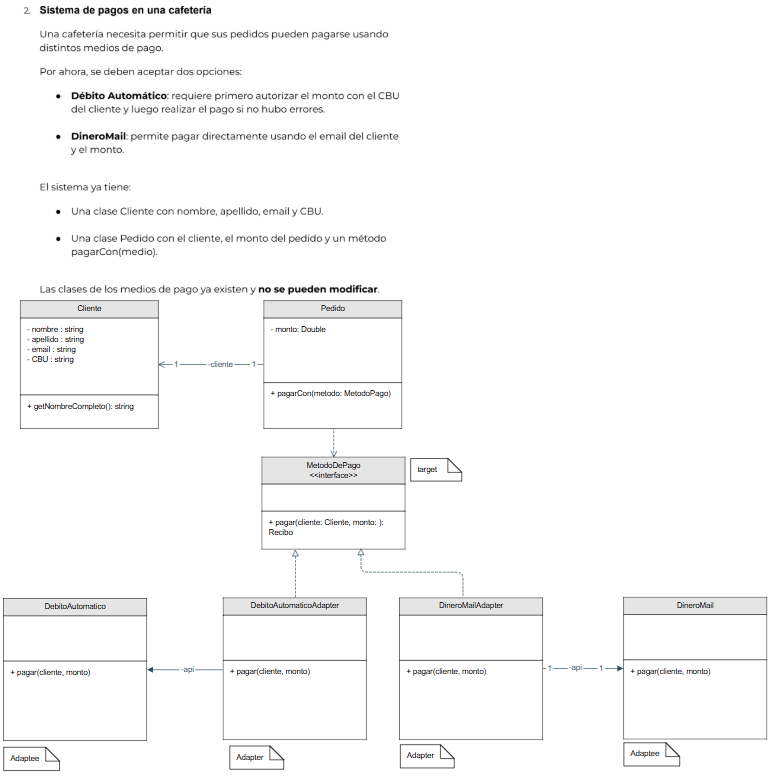 2. Sistema de pagos en una cafetería
Una cafetería necesita permitir que sus pedidos pueden pagarse usando
distintos medios de pago.
Por ahora, se deben aceptar dos opciones:
● Débito Automático: requiere primero autorizar el monto con el CBU
del cliente y luego realizar el pago si no hubo errores.
● DineroMail: permite pagar directamente usando el email del cliente
y el monto.
El sistema ya tiene:
● Una clase Cliente con nombre, apellido, email y CBU.
● Una clase Pedido con el cliente, el monto del pedido y un método
pagarCon(medio).
Las clases de los medios de pago ya existen y no se pueden modificar.
Cliente
- nombre : string
- apellido : string
- email : string
- CBU : string
+ getNombreCompleto(): string
1
-cliente
1
Pedido
- monto: Double
+ pagarCon(metodo: MetodoPago)
MetodoDePago
<<interface>>
+ pagar(cliente: Cliente, monto: ):
Recibo
target
DebitoAutomatico
+ pagar(cliente, monto)
-api
DebitoAutomaticoAdapter
+ pagar(cliente, monto)
DineroMailAdapter
+ pagar(cliente, monto)
1
-api
1
DineroMail
+ pagar(cliente, monto)
Adaptee
Adapter
Adapter
Adaptee